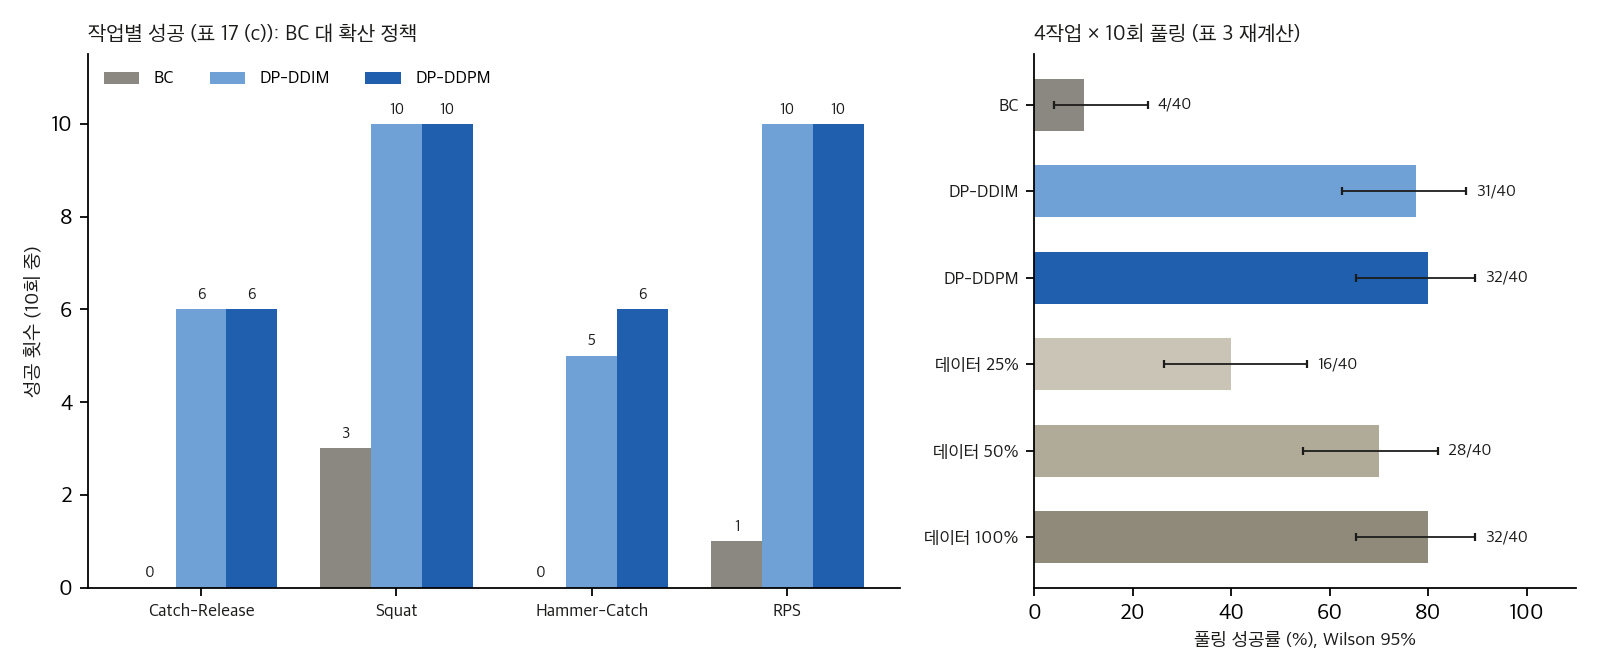 작업별 성공 (표 17 (c)): BC 대 확산 정책
BC DP-DDIM DP-DDPM
성공 횟수 (10회 중)
10
8
6
4
2
0
0 6 6
3 10 10
0 5 6
1 10 10
Catch-Release Squat Hammer-Catch RPS
4작업 × 10회 풀링 (표 3 재계산)
BC 4/40
DP-DDIM 31/40
DP-DDPM 32/40
데이터 25% 16/40
데이터 50% 28/40
데이터 100% 32/40
0 20 40 60 80 100
풀링 성공률 (%), Wilson 95%